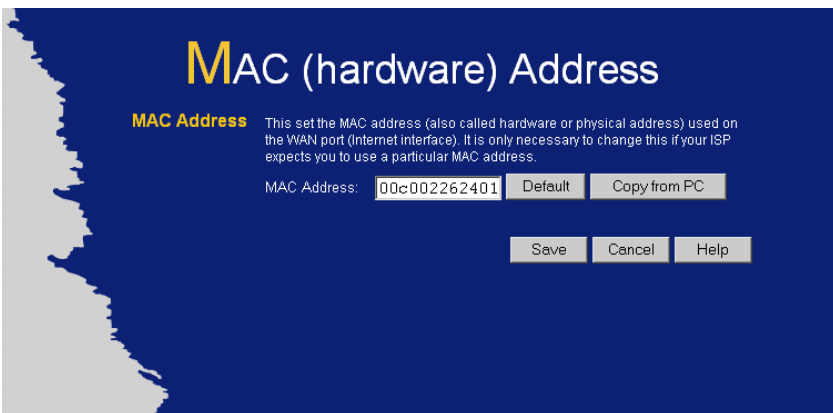 MAC (hardware) Address
MAC Address
This set the MAC address (also called hardware or physical address) used on
the WAN port (Internet interface). It is only necessary to change this if your ISP
expects you to use a particular MAC address.
MAC Address: 00c002262401 Default Copy from PC
Save Cancel Help